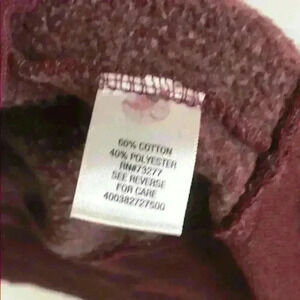 60% COTTON
40% POLYESTER
RN#73277
SEE REVERSE
FOR CARE
400382727500